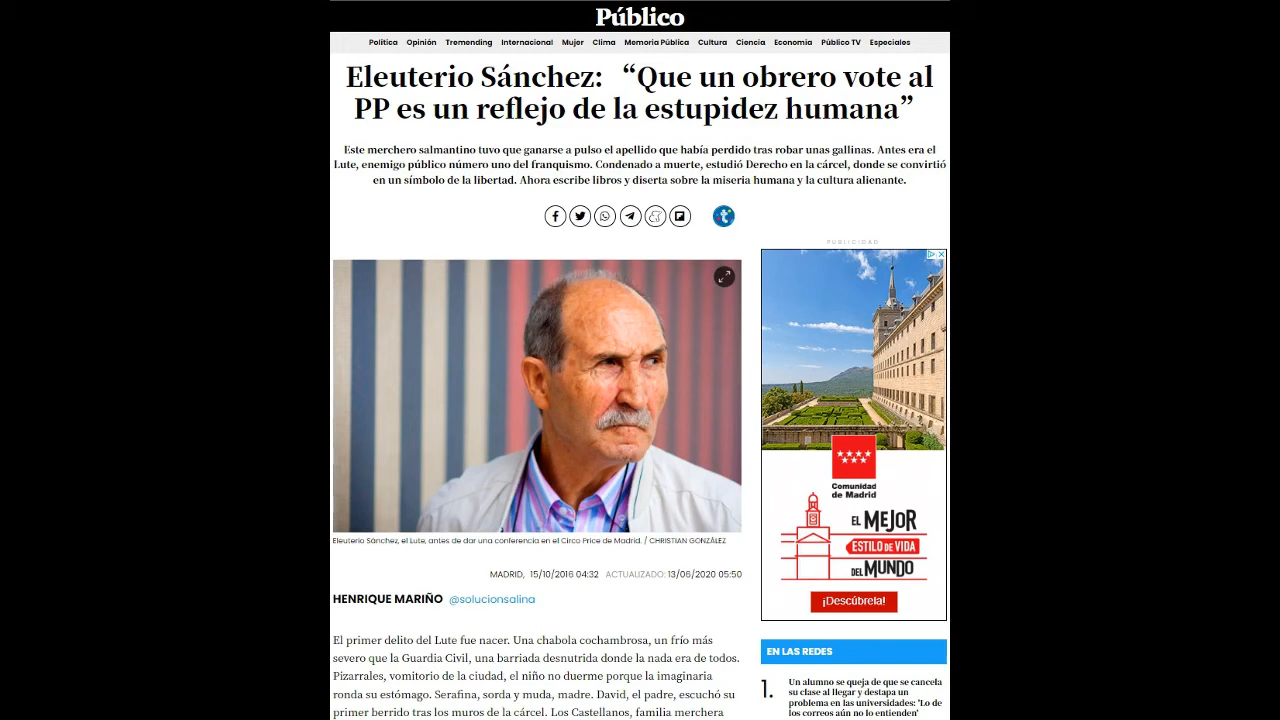 Público
Política Opinión Tremending Internacional Mujer Clima Memoria Pública Cultura Ciencia Economía Público TV Especiales
Eleuterio Sánchez: “Que un obrero vote al
PP es un reflejo de la estupidez humana”
Este merchero salmantino tuvo que ganarse a pulso el apellido que había perdido tras robar unas gallinas. Antes era el
Lute, enemigo público número uno del franquismo. Condenado a muerte, estudió Derecho en la cárcel, donde se convirtió
en un símbolo de la libertad. Ahora escribe libros y diserta sobre la miseria humana y la cultura alienante.
Eleuterio Sánchez, el Lute, antes de dar una conferencia en el Circo Price de Madrid. / CHRISTIAN GONZÁLEZ
MADRID, 15/10/2016 04:32 ACTUALIZADO: 13/06/2020 05:50
HENRIQUE MARIÑO @solucionsalina
El primer delito del Lute fue nacer. Una chabola cochambrosa, un frío más
severo que la Guardia Civil, una barriada desnutrida donde la nada era de todos.
Pizarrales, vomitorio de la ciudad, el niño no duerme porque la imaginaria
ronda su estómago. Serafina, sorda y muda, madre. David, el padre, escuchó su
primer berrido tras los muros de la cárcel. Los Castellanos, familia merchera
PUBLICIDAD
Comunidad
de Madrid
EL MEJOR
ESTILO DE VIDA
DEL MUNDO
¡Descúbrela!
EN LAS REDES
1. Un alumno se queja de que se cancela
su clase al llegar y destapa un
problema en las universidades: 'Lo de
los correos aún no lo entienden'